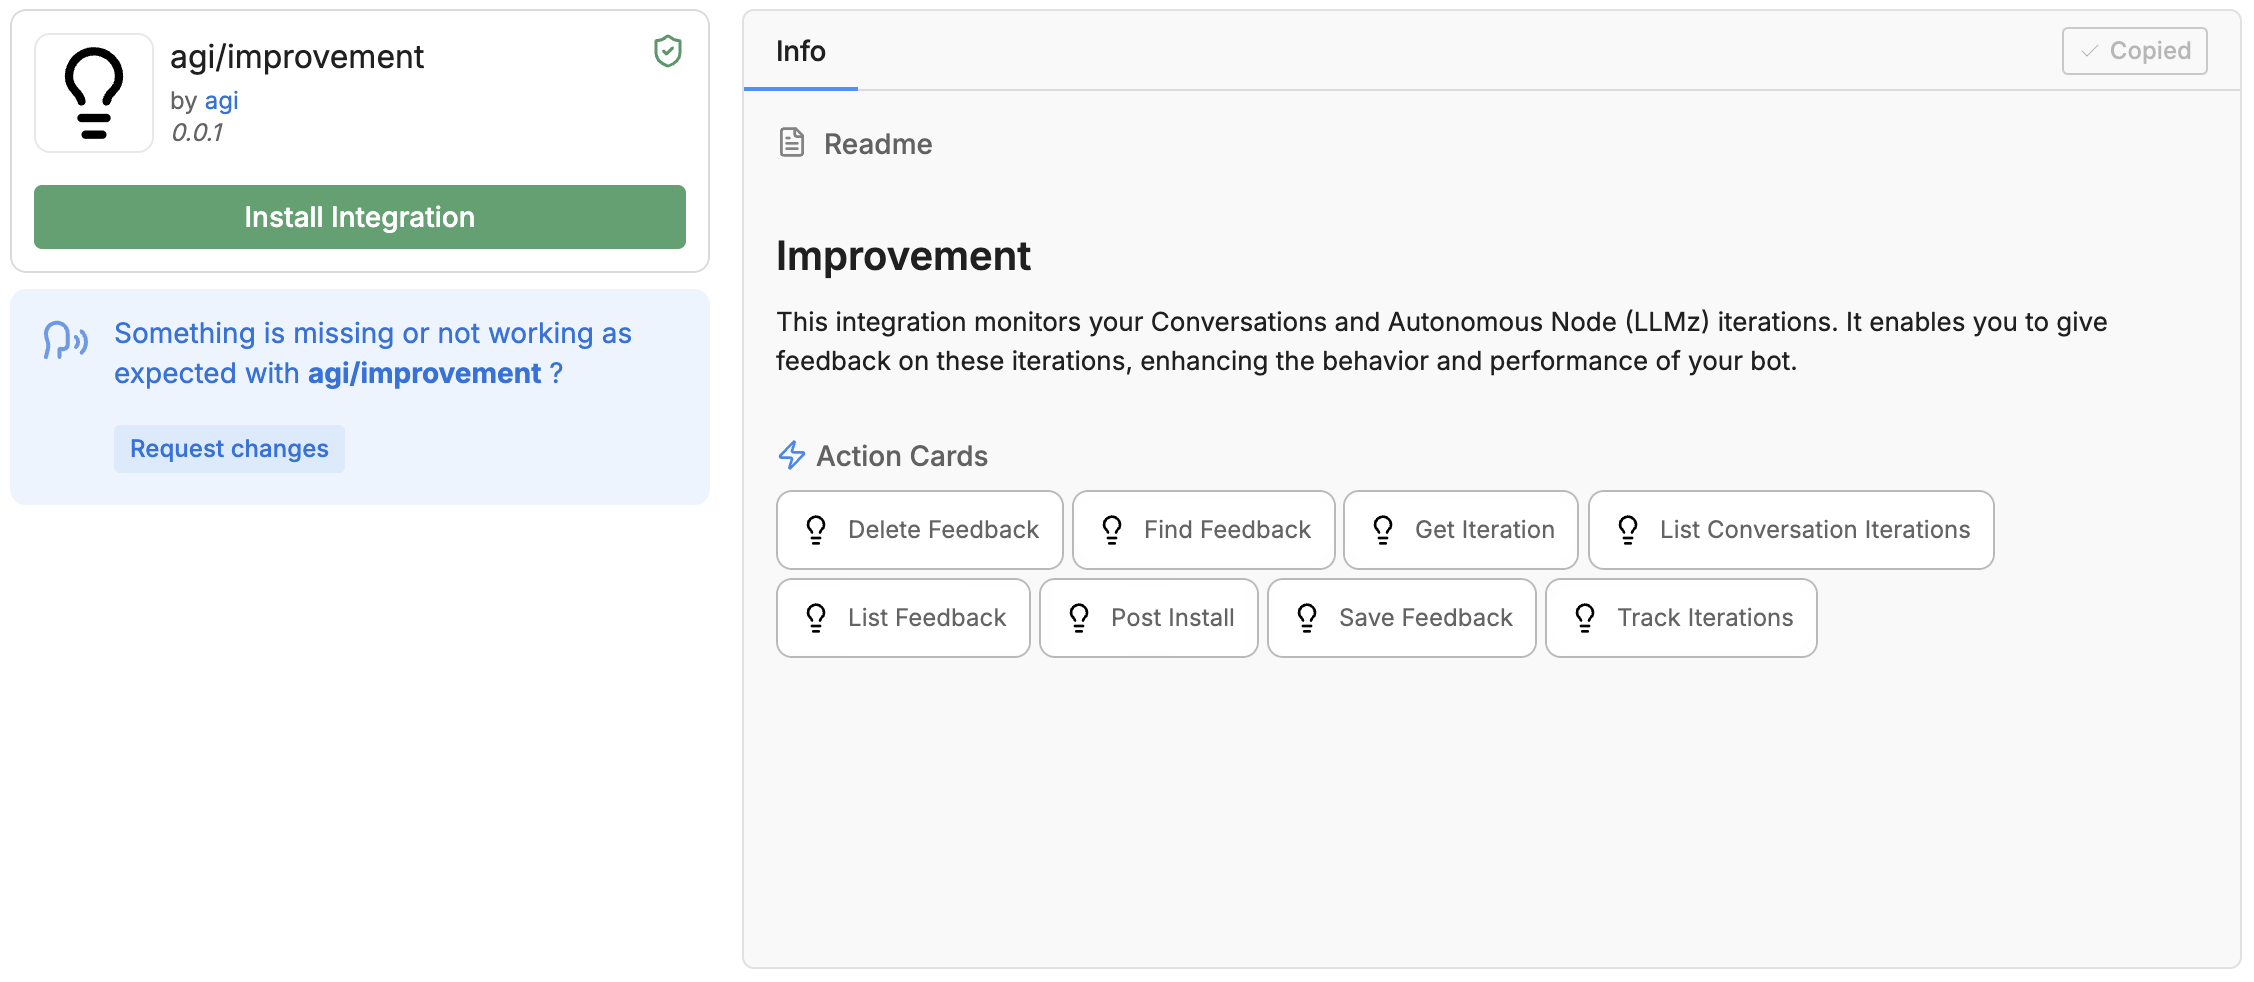 agi/improvement
by agi
0.0.1
Install Integration
Something is missing or not working as
expected with agi/improvement ?
Request changes
Info
Copied
Readme
Improvement
This integration monitors your Conversations and Autonomous Node (LLMz) iterations. It enables you to give
feedback on these iterations, enhancing the behavior and performance of your bot.
Action Cards
Delete Feedback
Find Feedback
Get Iteration
List Conversation Iterations
List Feedback
Post Install
Save Feedback
Track Iterations